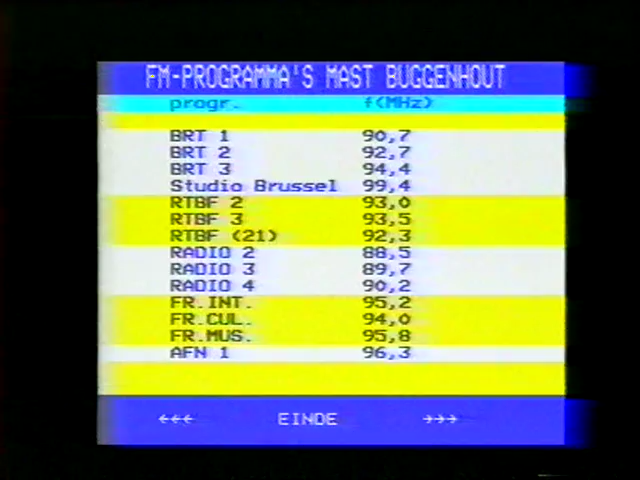 FM-PROGRAMMA'S MAST BUGGENHOUT
progr. f(MHz)
BRT 1 90,7
BRT 2 92,7
BRT 3 94,4
Studio Brussel 99,4
RTBF 2 93,0
RTBF 3 93,5
RTBF (21) 92,3
RADIO 2 88,5
RADIO 3 89,7
RADIO 4 90,2
FR.INT. 95,2
FR.CUL. 94,0
FR.MUS. 95,8
AFN 1 96,3
←←← EINDE →→→